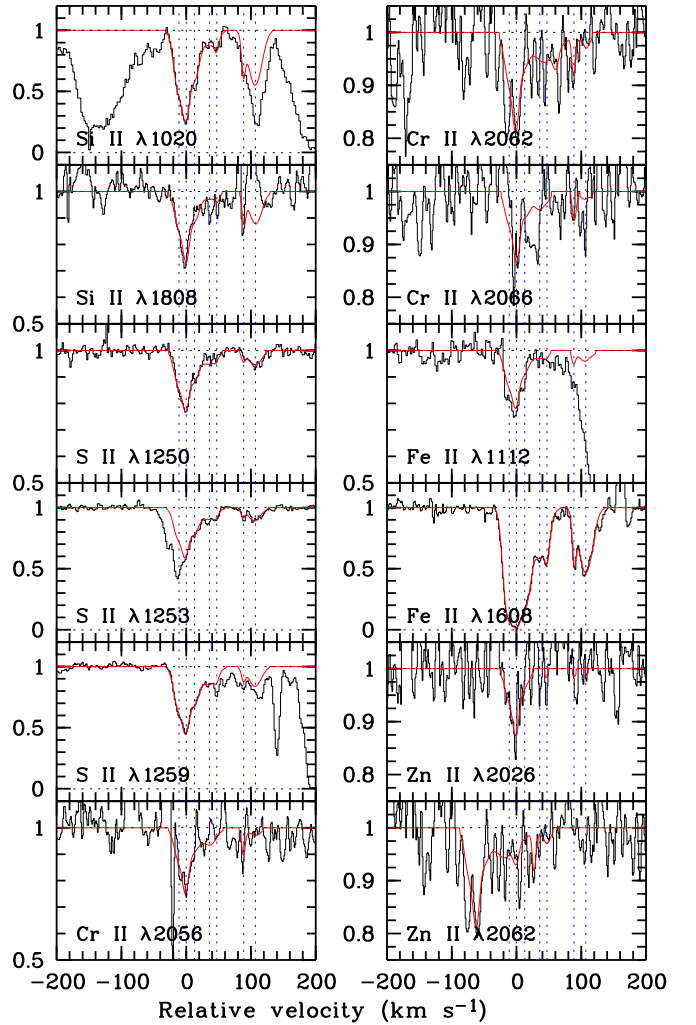 1
0.5
0
Si II λ1020
1
0.5
Si II λ1808
1
0.5
S II λ1250
1
0.5
0
S II λ1253
1
0.5
0
S II λ1259
1
0.5
Cr II λ2056
-200 -100 0 100 200
1
0.9
0.8
Cr II λ2062
1
0.9
0.8
Cr II λ2066
1
0.5
Fe II λ1112
1
0.5
0
Fe II λ1608
1
0.9
0.8
Zn II λ2026
1
0.9
0.8
Zn II λ2062
-100 0 100 200
Relative velocity (km s⁻¹)